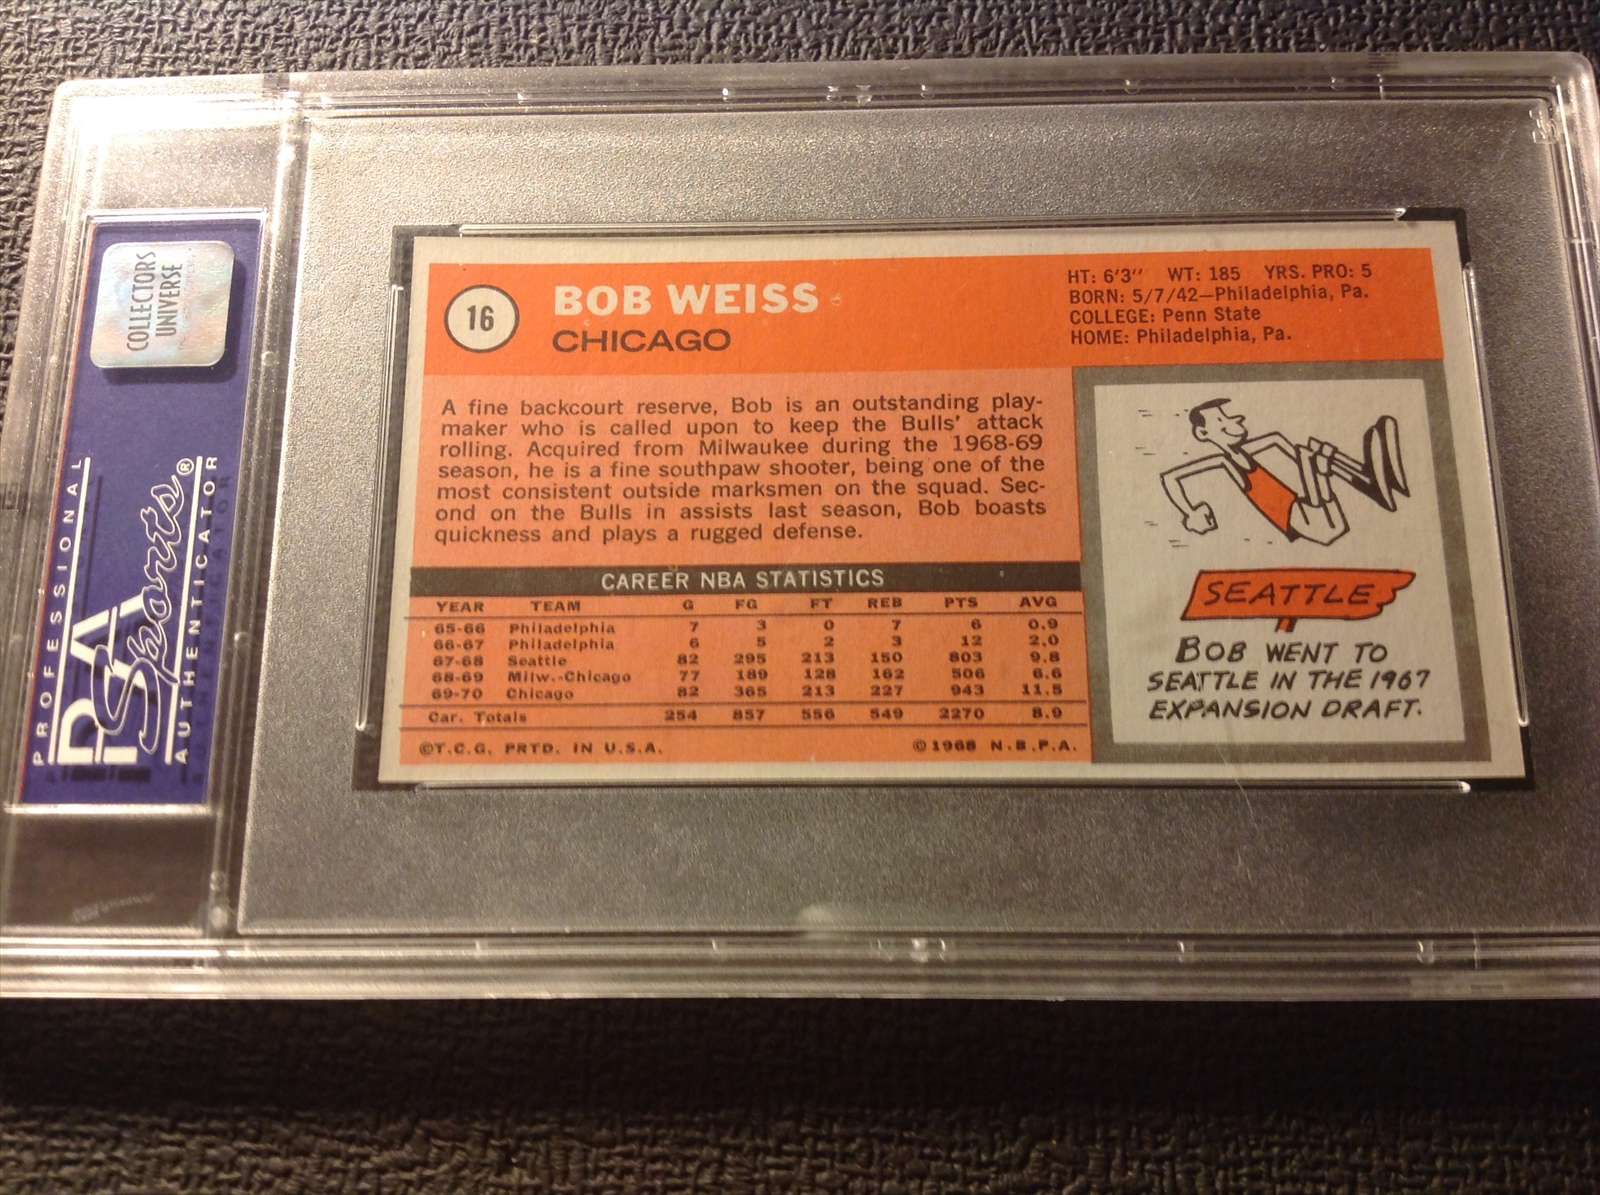 COLLECTORS
UNIVERSE
PROFESSIONAL
PSA
Sports®
AUTHENTICATOR
16
BOB WEISS
CHICAGO
HT: 6'3'' WT: 185 YRS. PRO: 5
BORN: 5/7/42—Philadelphia, Pa.
COLLEGE: Penn State
HOME: Philadelphia, Pa.
A fine backcourt reserve, Bob is an outstanding play-
maker who is called upon to keep the Bulls' attack
rolling. Acquired from Milwaukee during the 1968-69
season, he is a fine southpaw shooter, being one of the
most consistent outside marksmen on the squad. Sec-
ond on the Bulls in assists last season, Bob boasts
quickness and plays a rugged defense.
CAREER NBA STATISTICS
YEAR TEAM G FG FT REB PTS AVG
65-66 Philadelphia 7 3 0 7 6 0.9
66-67 Philadelphia 6 5 2 3 12 2.0
67-68 Seattle 82 295 213 150 803 9.8
68-69 Milw.-Chicago 77 189 128 162 506 6.6
69-70 Chicago 82 365 213 227 943 11.5
Car. Totals 254 857 556 549 2270 8.9
©T.C.G. PRTD. IN U.S.A. ©1968 N.B.P.A.
SEATTLE
BOB WENT TO
SEATTLE IN THE 1967
EXPANSION DRAFT.